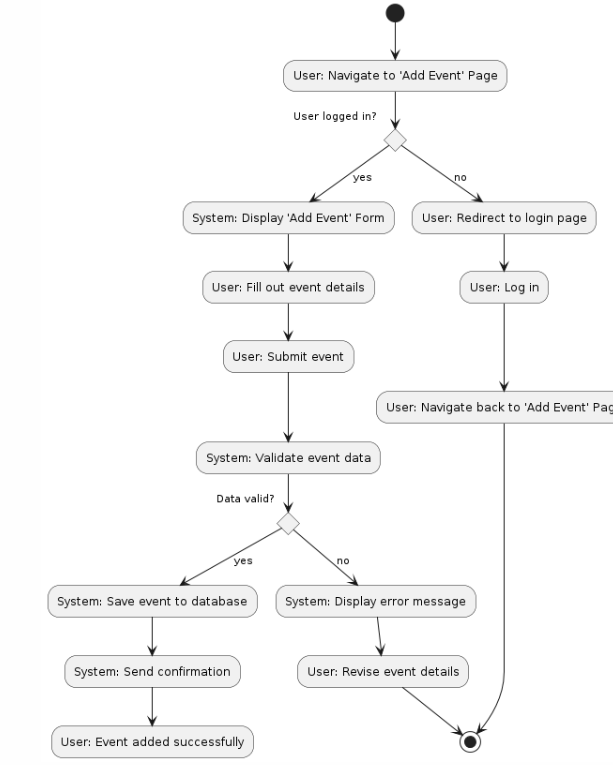 User: Navigate to 'Add Event' Page
User logged in?
yes
no
System: Display 'Add Event' Form
User: Redirect to login page
User: Fill out event details
User: Log in
User: Submit event
User: Navigate back to 'Add Event' Pag
System: Validate event data
Data valid?
yes
no
System: Save event to database
System: Display error message
System: Send confirmation
User: Revise event details
User: Event added successfully